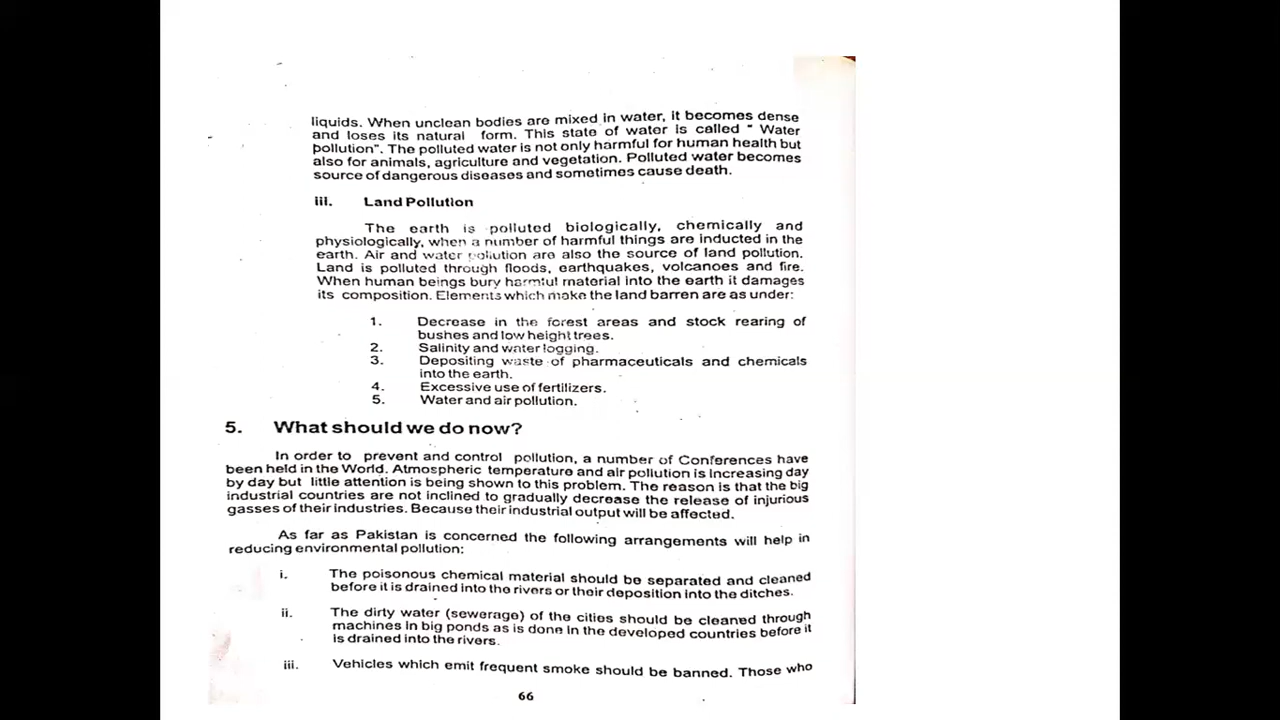 liquids. When unclean bodies are mixed in water, it becomes dense
and loses its natural form. This state of water is called " Water
pollution". The polluted water is not only harmful for human health but
also for animals, agriculture and vegetation. Polluted water becomes
source of dangerous diseases and sometimes cause death.
iii. Land Pollution
The earth is polluted biologically, chemically and
physiologically, when a number of harmful things are inducted in the
earth. Air and water pollution are also the source of land pollution.
Land is polluted through floods, earthquakes, volcanoes and fire.
When human beings bury harmful material into the earth it damages
its composition. Elements which make the land barren are as under:
1. Decrease in the forest areas and stock rearing of
bushes and low height trees.
2. Salinity and water logging.
3. Depositing waste of pharmaceuticals and chemicals
into the earth.
4. Excessive use of fertilizers.
5. Water and air pollution.
5. What should we do now?
In order to prevent and control pollution, a number of Conferences have
been held in the World. Atmospheric temperature and air pollution is increasing day
by day but little attention is being shown to this problem. The reason is that the big
industrial countries are not inclined to gradually decrease the release of injurious
gasses of their industries. Because their industrial output will be affected.
As far as Pakistan is concerned the following arrangements will help in
reducing environmental pollution:
i. The poisonous chemical material should be separated and cleaned
before it is drained into the rivers or their deposition into the ditches.
ii. The dirty water (sewerage) of the cities should be cleaned through
machines in big ponds as is done in the developed countries before it
is drained into the rivers.
iii. Vehicles which emit frequent smoke should be banned. Those who
66